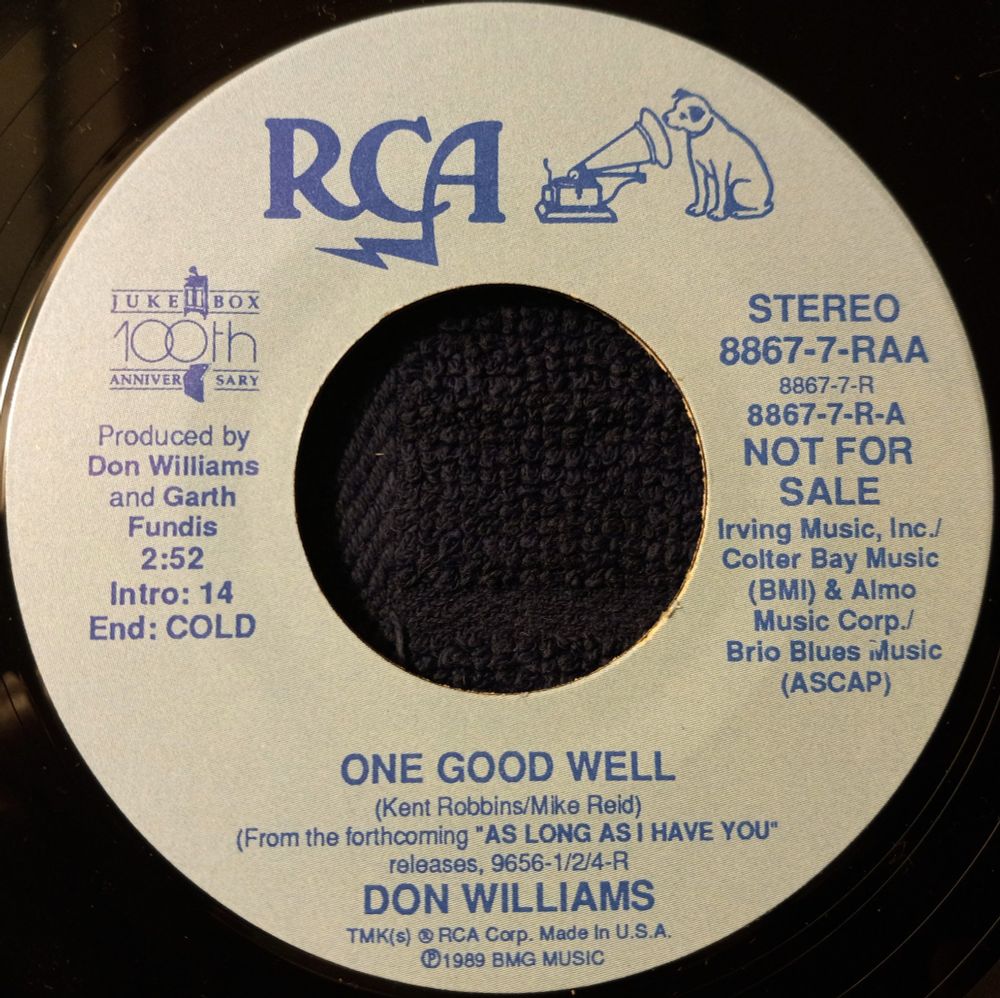 RCA
JUKEBOX
100th
ANNIVERSARY
Produced by
Don Williams
and Garth
Fundis
2:52
Intro: 14
End: COLD
STEREO
8867-7-RAA
8867-7-R
8867-7-R-A
NOT FOR
SALE
Irving Music, Inc./
Colter Bay Music
(BMI) & Almo
Music Corp./
Brio Blues Music
(ASCAP)
ONE GOOD WELL
(Kent Robbins/Mike Reid)
(From the forthcoming "AS LONG AS I HAVE YOU"
releases, 9656-1/2/4-R
DON WILLIAMS
TMK(s) ® RCA Corp. Made In U.S.A.
℗1989 BMG MUSIC